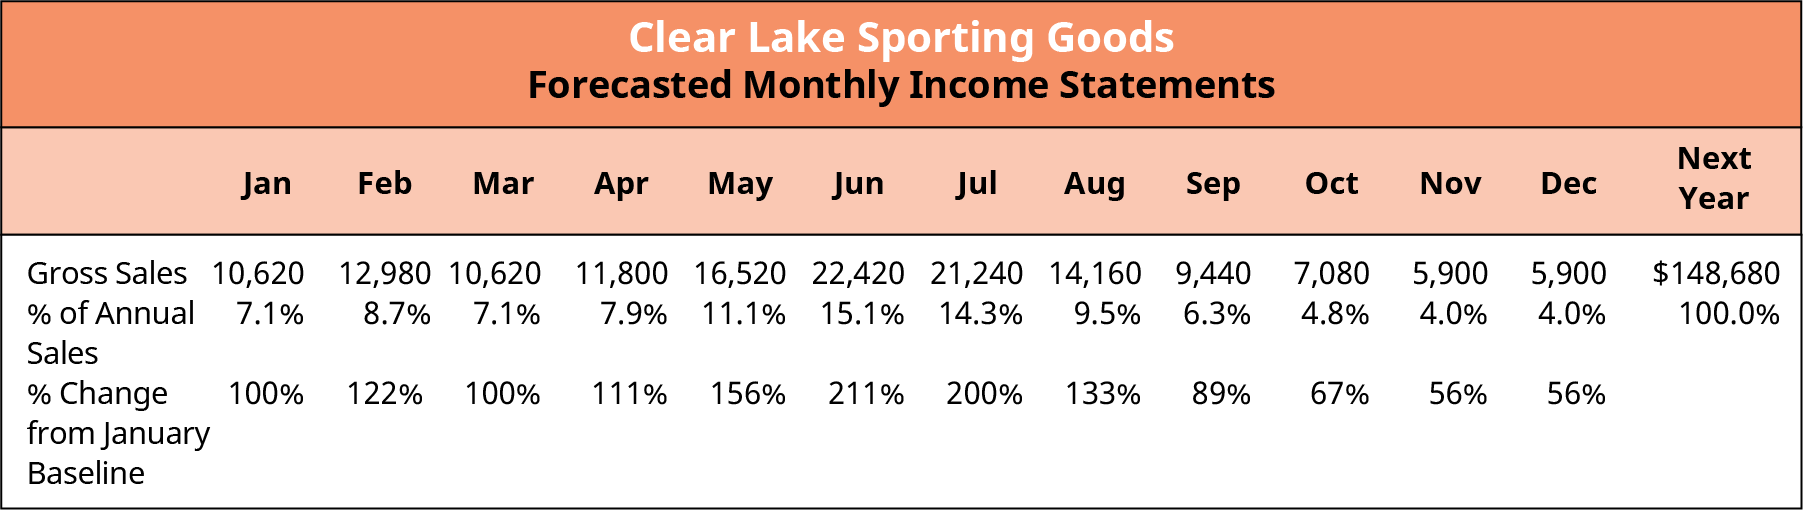 Clear Lake Sporting Goods
Forecasted Monthly Income Statements
Jan Feb Mar Apr May Jun Jul Aug Sep Oct Nov Dec Next Year
Gross Sales 10,620 12,980 10,620 11,800 16,520 22,420 21,240 14,160 9,440 7,080 5,900 5,900 $148,680
% of Annual 7.1% 8.7% 7.1% 7.9% 11.1% 15.1% 14.3% 9.5% 6.3% 4.8% 4.0% 4.0% 100.0%
Sales
% Change 100% 122% 100% 111% 156% 211% 200% 133% 89% 67% 56% 56%
from January
Baseline